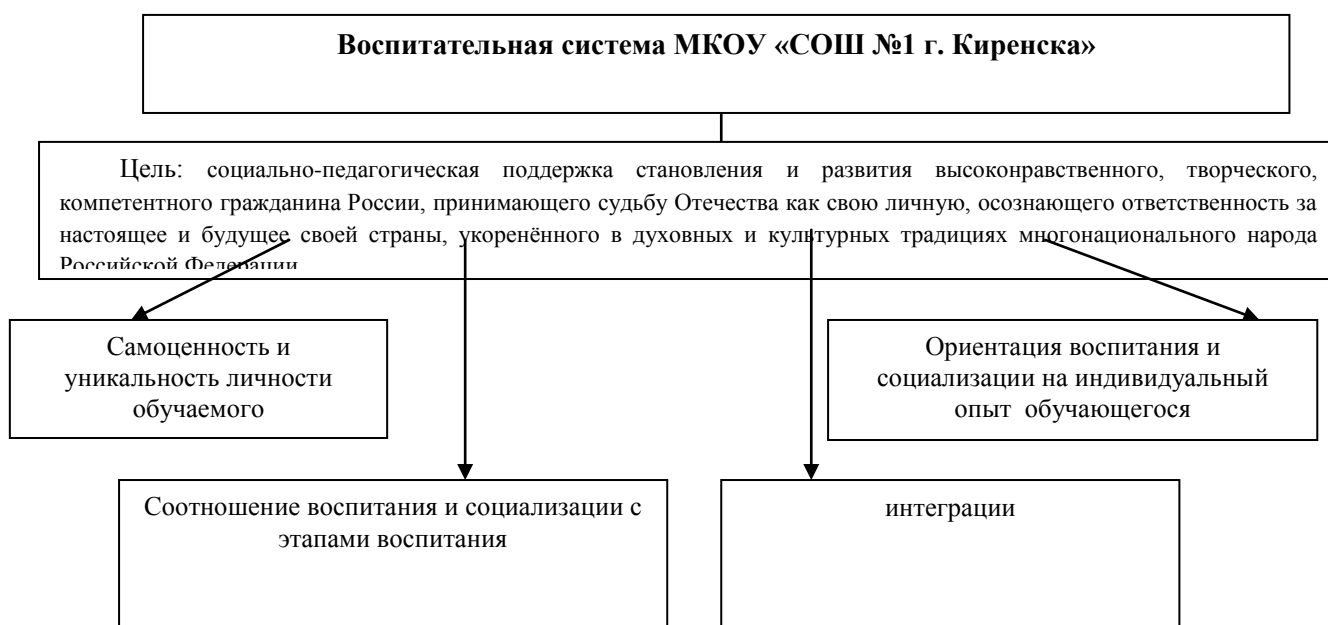 Воспитательная система МКОУ «СОШ №1 г. Киренска»
Цель: социально-педагогическая поддержка становления и развития высоконравственного, творческого,
компетентного гражданина России, принимающего судьбу Отечества как свою личную, осознающего ответственность за
настоящее и будущее своей страны, укоренённого в духовных и культурных традициях многонационального народа
Российской Федерации
Самоценность и
уникальность личности
обучаемого
Ориентация воспитания и
социализации на индивидуальный
опыт обучающегося
Соотношение воспитания и социализации с
этапами воспитания
интеграции